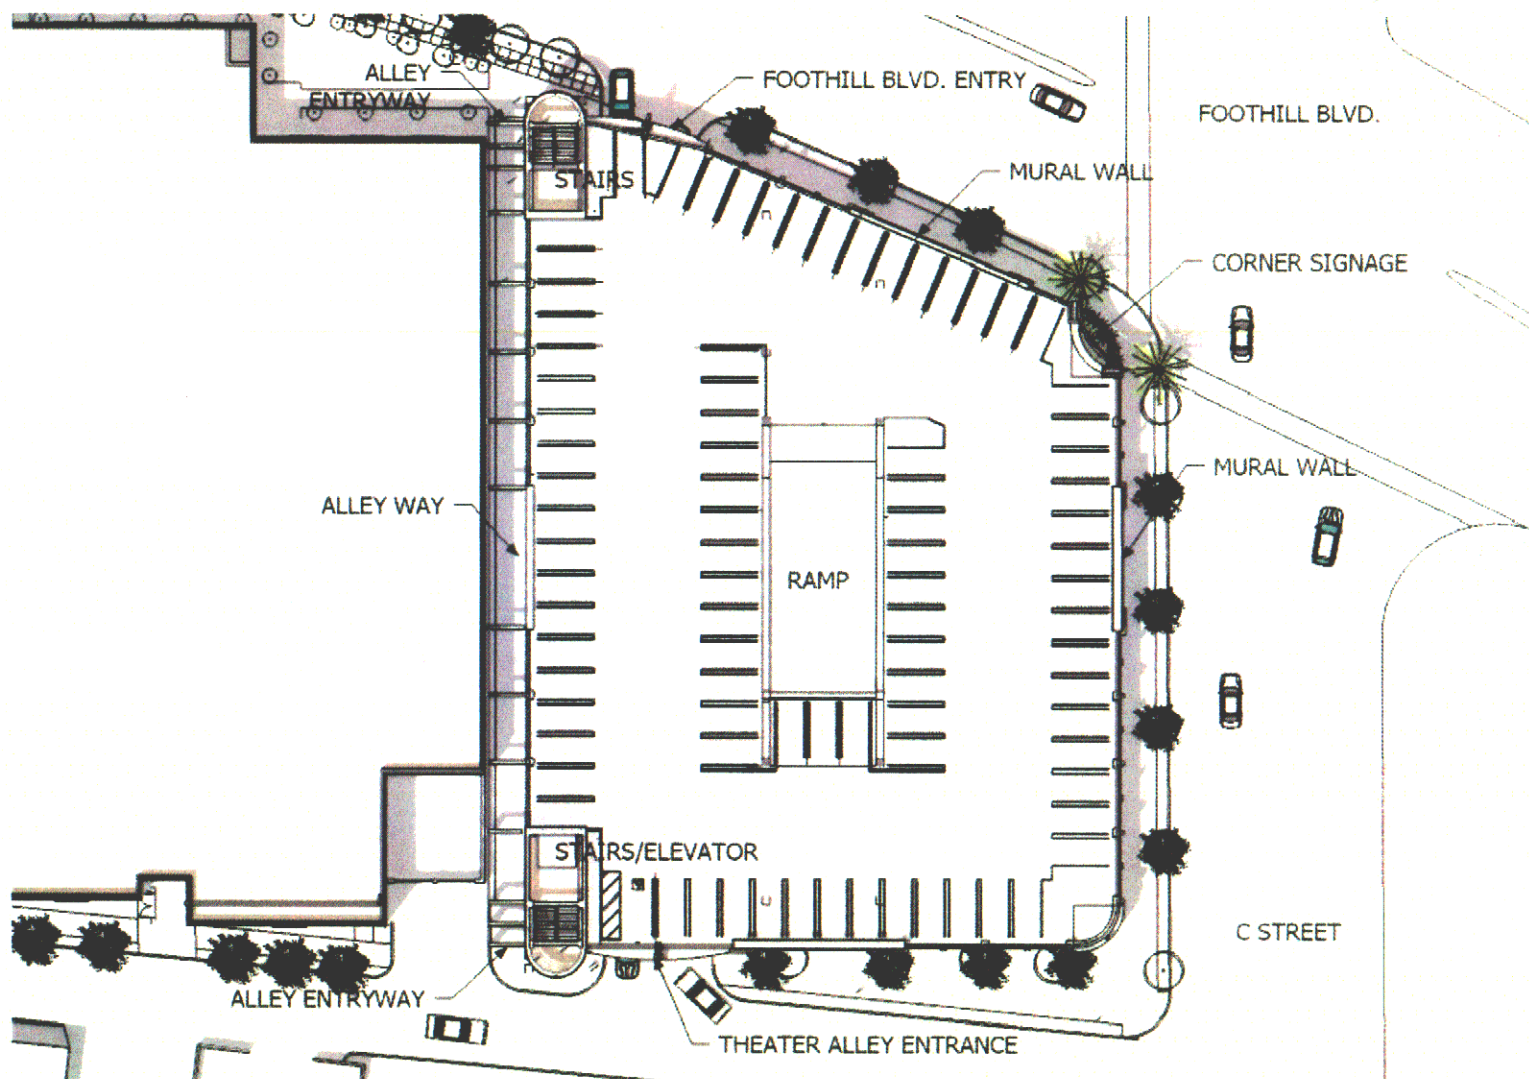 ALLEY
ENTRYWAY
FOOTHILL BLVD. ENTRY
FOOTHILL BLVD.
STAIRS
MURAL WALL
CORNER SIGNAGE
MURAL WALL
ALLEY WAY
RAMP
STAIRS/ELEVATOR
C STREET
ALLEY ENTRYWAY
THEATER ALLEY ENTRANCE